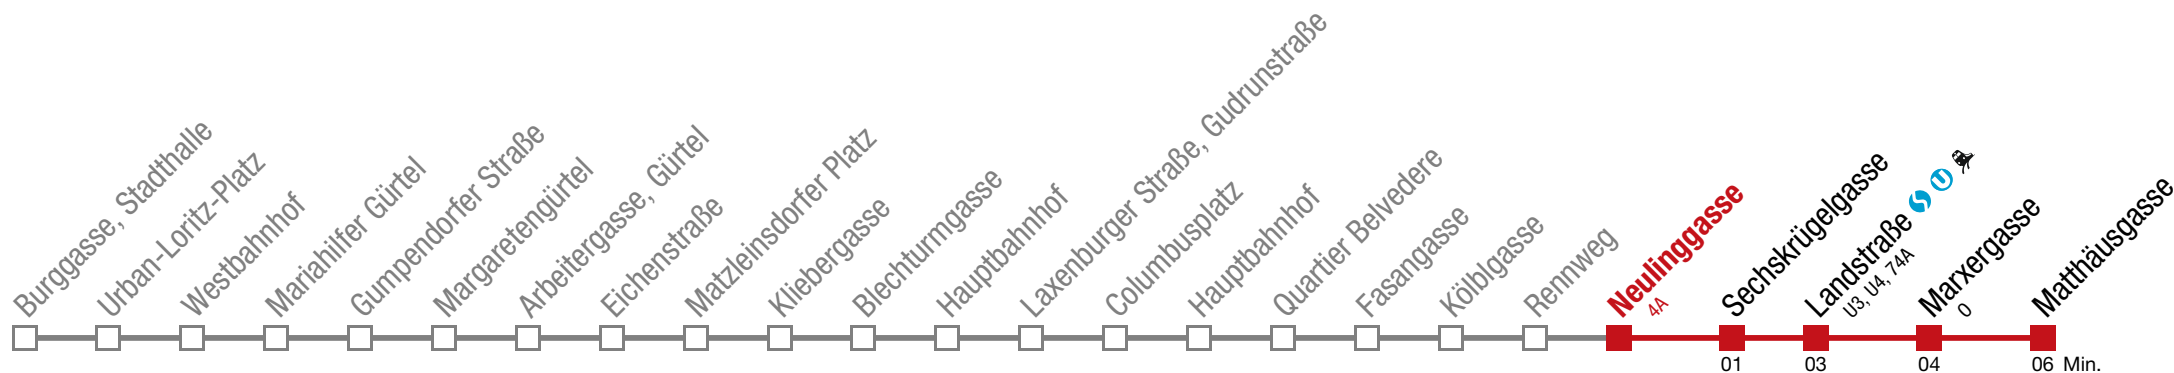 Burggasse, Stadthalle
Urban-Loritz-Platz
Westbahnhof
Mariahilfer Gürtel
Gumpendorfer Straße
Margaretengürtel
Arbeitergasse, Gürtel
Eichenstraße
Matzleinsdorfer Platz
Kliebergasse
Blechturmgasse
Hauptbahnhof
Laxenburger Straße, Gudrunstraße
Columbusplatz
Hauptbahnhof
Quartier Belvedere
Fasangasse
Kölblgasse
Rennweg
Neulinggasse
4A
Sechskrügelgasse
Landstraße S U
U3, U4, 74A
Marxergasse
O
Matthäusgasse
01 03 04 06 Min.